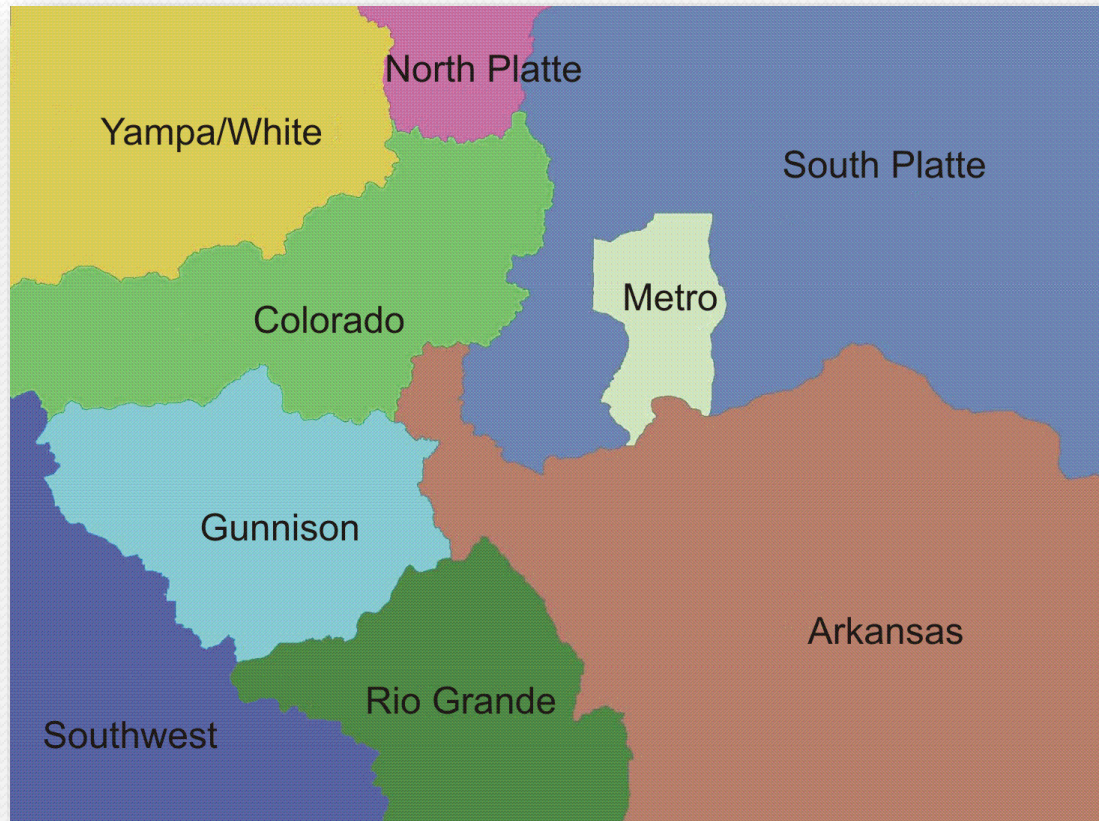 North Platte
Yampa/White
South Platte
Metro
Colorado
Gunnison
Arkansas
Rio Grande
Southwest